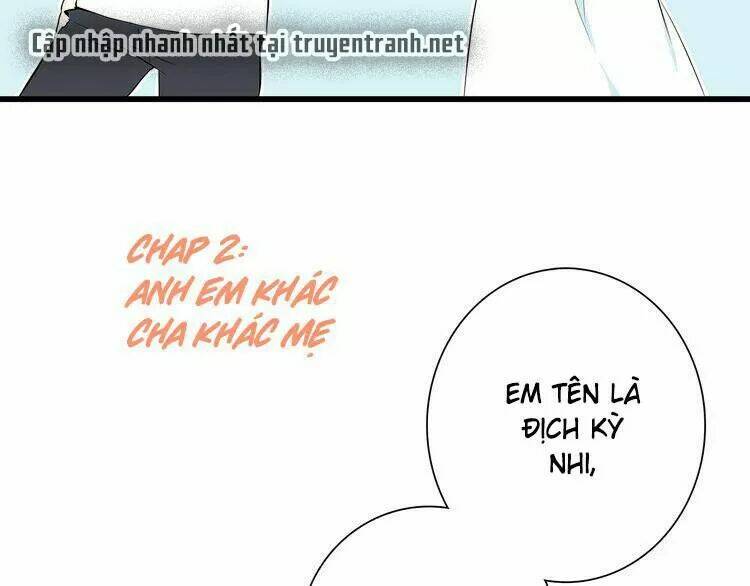 Cập nhập nhanh nhất tại truyentranh.net
CHAP 2:
ANH EM KHÁC
CHA KHÁC MẸ
EM TÊN LÀ
ĐỊCH KỲ
NHI,